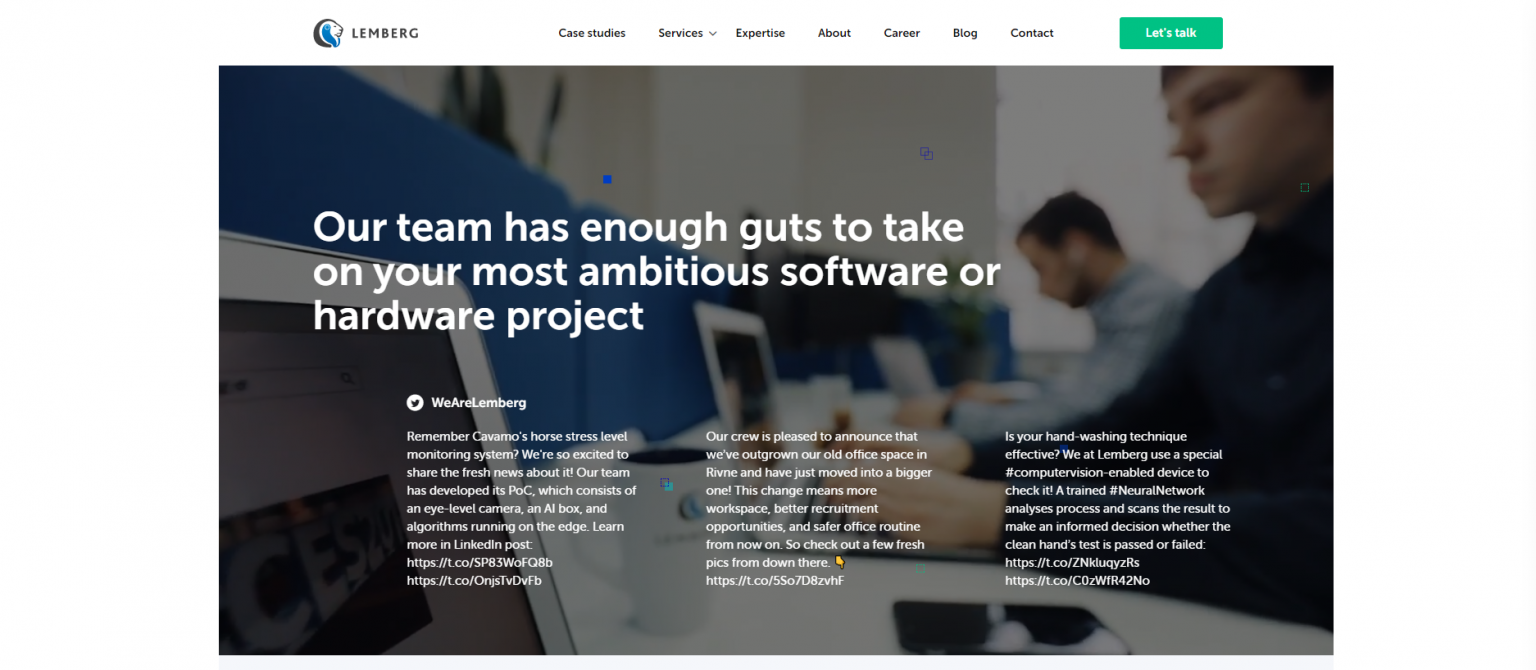 LEMBERG
Case studies
Services
Expertise
About
Career
Blog
Contact
Let's talk
Our team has enough guts to take
on your most ambitious software or
hardware project
WeAreLemberg
Remember Cavamo's horse stress level
monitoring system? We're so excited to
share the fresh news about it! Our team
has developed its PoC, which consists of
an eye-level camera, an AI box, and
algorithms running on the edge. Learn
more in LinkedIn post:
https://t.co/SP83WoFQ8b
https://t.co/OnjsTvDvFb
Our crew is pleased to announce that
we've outgrown our old office space in
Rivne and have just moved into a bigger
one! This change means more
workspace, better recruitment
opportunities, and safer office routine
from now on. So check out a few fresh
pics from down there. 👇
https://t.co/5So7D8zvhF
Is your hand-washing technique
effective? We at Lemberg use a special
#computervision-enabled device to
check it! A trained #NeuralNetwork
analyses process and scans the result to
make an informed decision whether the
clean hand's test is passed or failed:
https://t.co/ZNkluqyzRs
https://t.co/C0zWfR42No